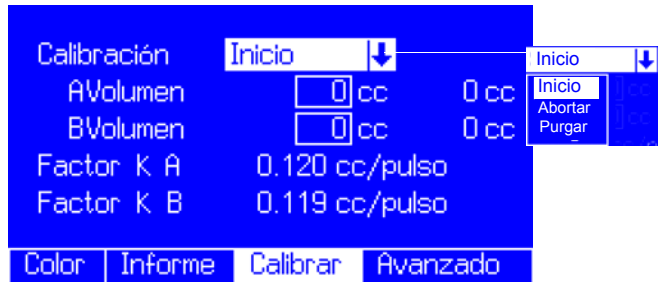 Calibración Inicio
AVolumen 0 cc 0 cc
BVolumen 0 cc 0 cc
Factor K A 0.120 cc/pulso
Factor K B 0.119 cc/pulso
Color Informe Calibrar Avanzado
Inicio
Inicio
Abortar
Purgar